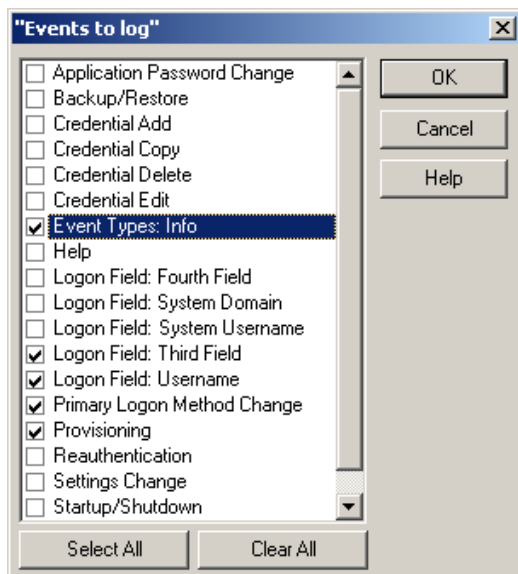 "Events to log"
Application Password Change
Backup/Restore
Credential Add
Credential Copy
Credential Delete
Credential Edit
Event Types: Info
Help
Logon Field: Fourth Field
Logon Field: System Domain
Logon Field: System Username
Logon Field: Third Field
Logon Field: Username
Primary Logon Method Change
Provisioning
Reauthentication
Settings Change
Startup/Shutdown
OK
Cancel
Help
Select All
Clear All